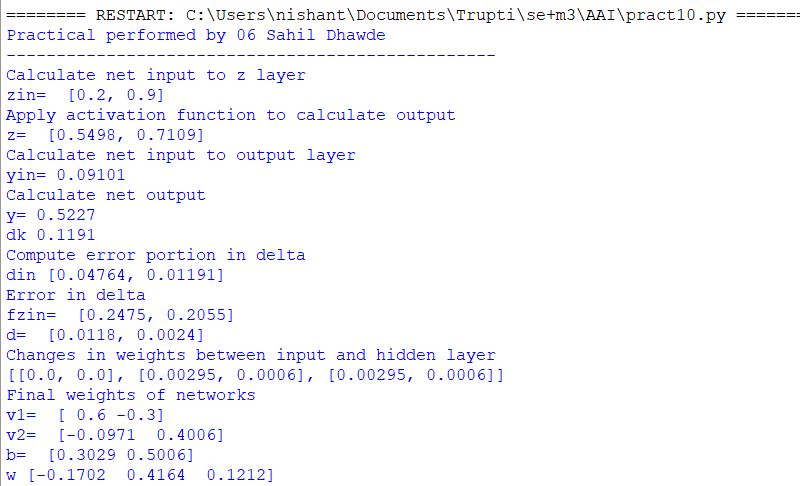 ======== RESTART: C:\Users\nishant\Documents\Trupti\se+m3\AAI\pract10.py =======
Practical performed by 06 Sahil Dhawde
-------------------------------------------------
Calculate net input to z layer
zin=  [0.2, 0.9]
Apply activation function to calculate output
z=  [0.5498, 0.7109]
Calculate net input to output layer
yin= 0.09101
Calculate net output
y= 0.5227
dk 0.1191
Compute error portion in delta
din [0.04764, 0.01191]
Error in delta
fzin=  [0.2475, 0.2055]
d=  [0.0118, 0.0024]
Changes in weights between input and hidden layer
[[0.0, 0.0], [0.00295, 0.0006], [0.00295, 0.0006]]
Final weights of networks
v1=  [ 0.6 -0.3]
v2=  [-0.0971  0.4006]
b=  [0.3029 0.5006]
w [-0.1702  0.4164  0.1212]